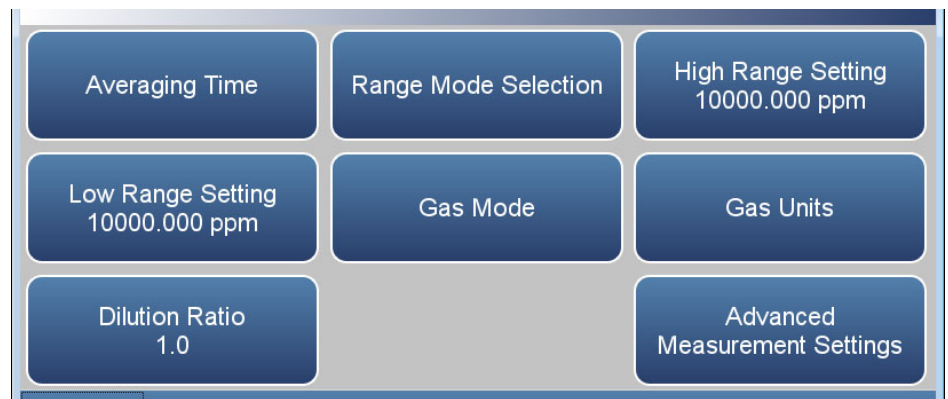 Averaging Time
Range Mode Selection
High Range Setting
10000.000 ppm
Low Range Setting
10000.000 ppm
Gas Mode
Gas Units
Dilution Ratio
1.0
Advanced
Measurement Settings